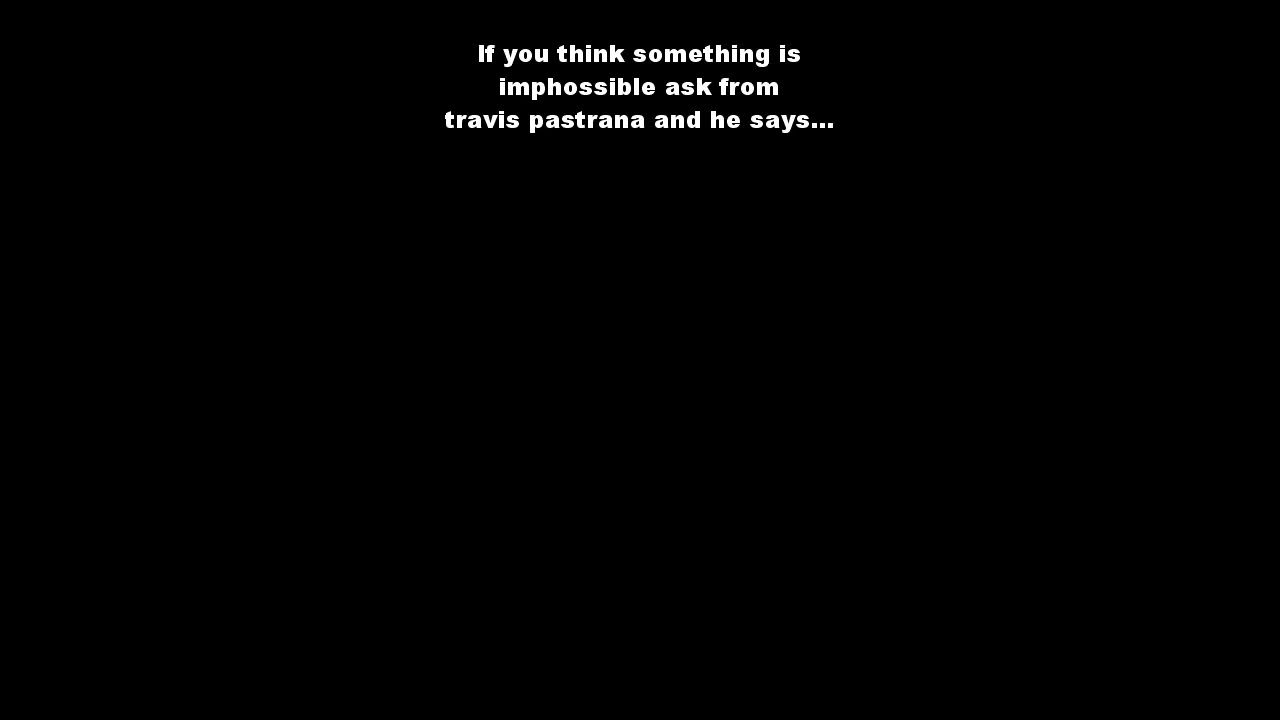 If you think something is
imphossible ask from
travis pastrana and he says...